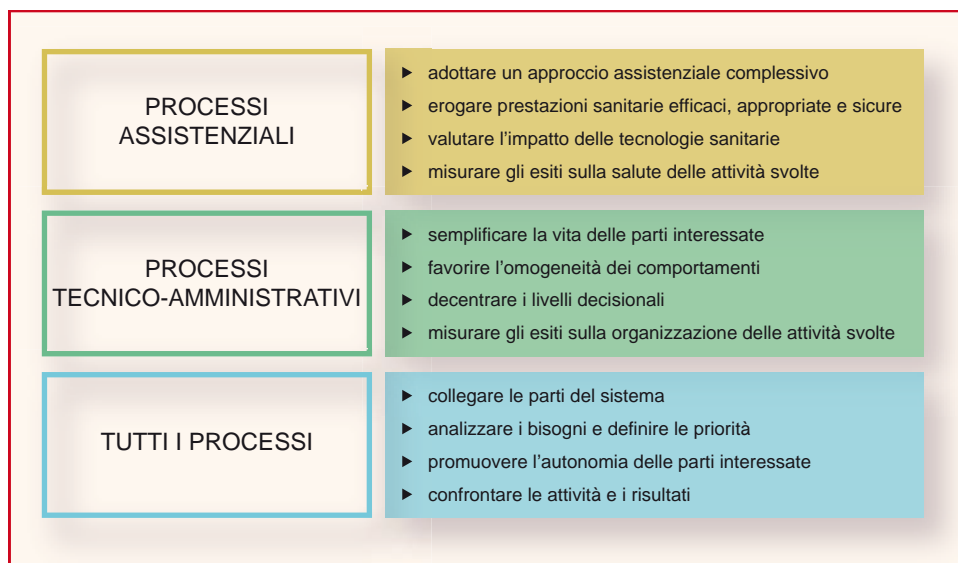 PROCESSI
ASSISTENZIALI
▶ adottare un approccio assistenziale complessivo
▶ erogare prestazioni sanitarie efficaci, appropriate e sicure
▶ valutare l’impatto delle tecnologie sanitarie
▶ misurare gli esiti sulla salute delle attività svolte
PROCESSI
TECNICO-AMMINISTRATIVI
▶ semplificare la vita delle parti interessate
▶ favorire l’omogeneità dei comportamenti
▶ decentrare i livelli decisionali
▶ misurare gli esiti sulla organizzazione delle attività svolte
TUTTI I PROCESSI
▶ collegare le parti del sistema
▶ analizzare i bisogni e definire le priorità
▶ promuovere l’autonomia delle parti interessate
▶ confrontare le attività e i risultati